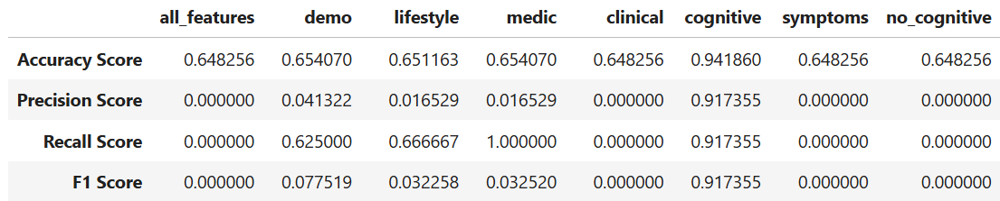 all_features demo lifestyle medic clinical cognitive symptoms no_cognitive
Accuracy Score 0.648256 0.654070 0.651163 0.654070 0.648256 0.941860 0.648256 0.648256
Precision Score 0.000000 0.041322 0.016529 0.016529 0.000000 0.917355 0.000000 0.000000
Recall Score 0.000000 0.625000 0.666667 1.000000 0.000000 0.917355 0.000000 0.000000
F1 Score 0.000000 0.077519 0.032258 0.032520 0.000000 0.917355 0.000000 0.000000